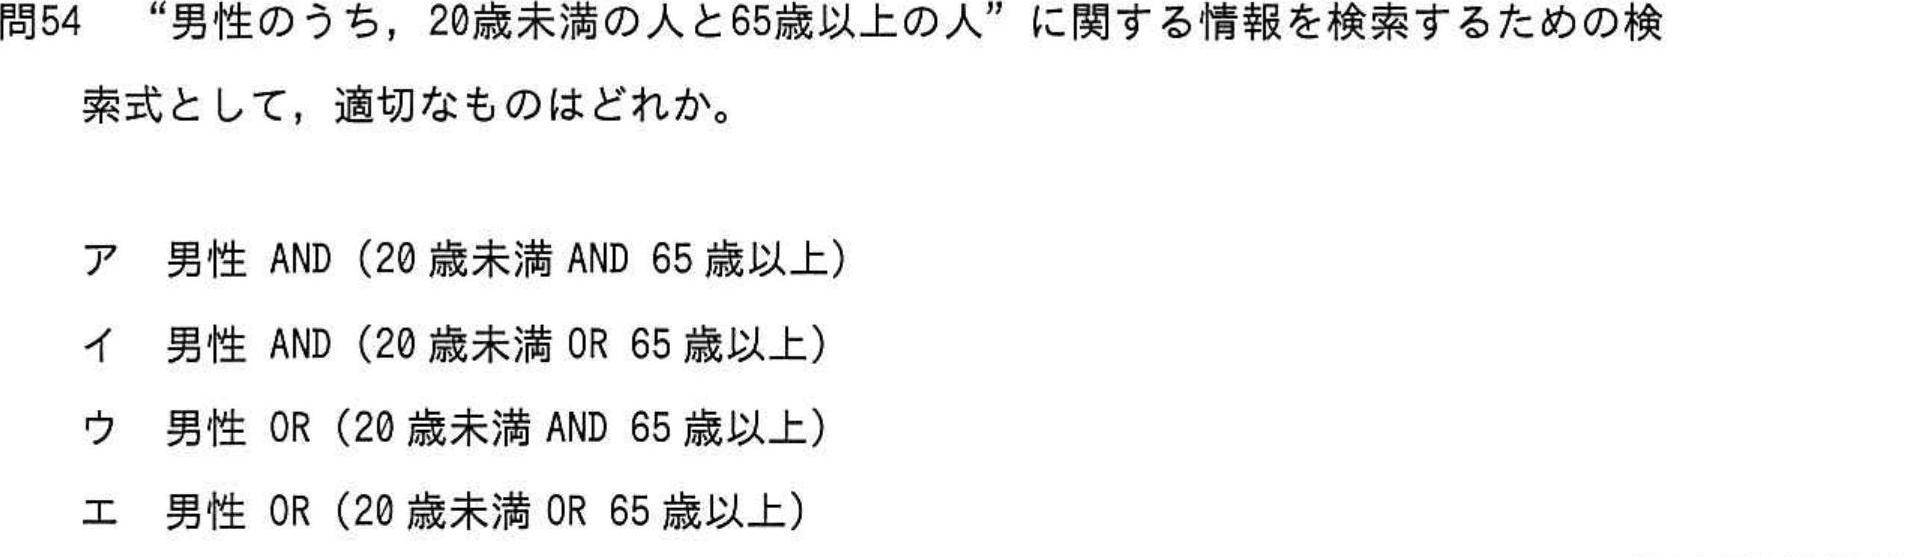 問54 “男性のうち，20歳未満の人と65歳以上の人”に関する情報を検索するための検
索式として，適切なものはどれか。
ア 男性 AND（20 歳未満 AND 65 歳以上）
イ 男性 AND（20 歳未満 OR 65 歳以上）
ウ 男性 OR（20 歳未満 AND 65 歳以上）
エ 男性 OR（20 歳未満 OR 65 歳以上）